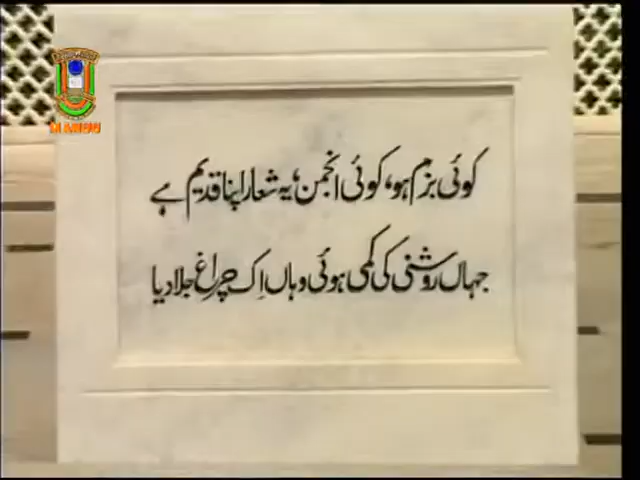 MANUU
کوئی بزم ہو، کوئی انجمن، یہ شعار اپنا قدیم ہے
جہاں روشنی کی کمی ہوئی وہاں اِک چراغ جلا دیا